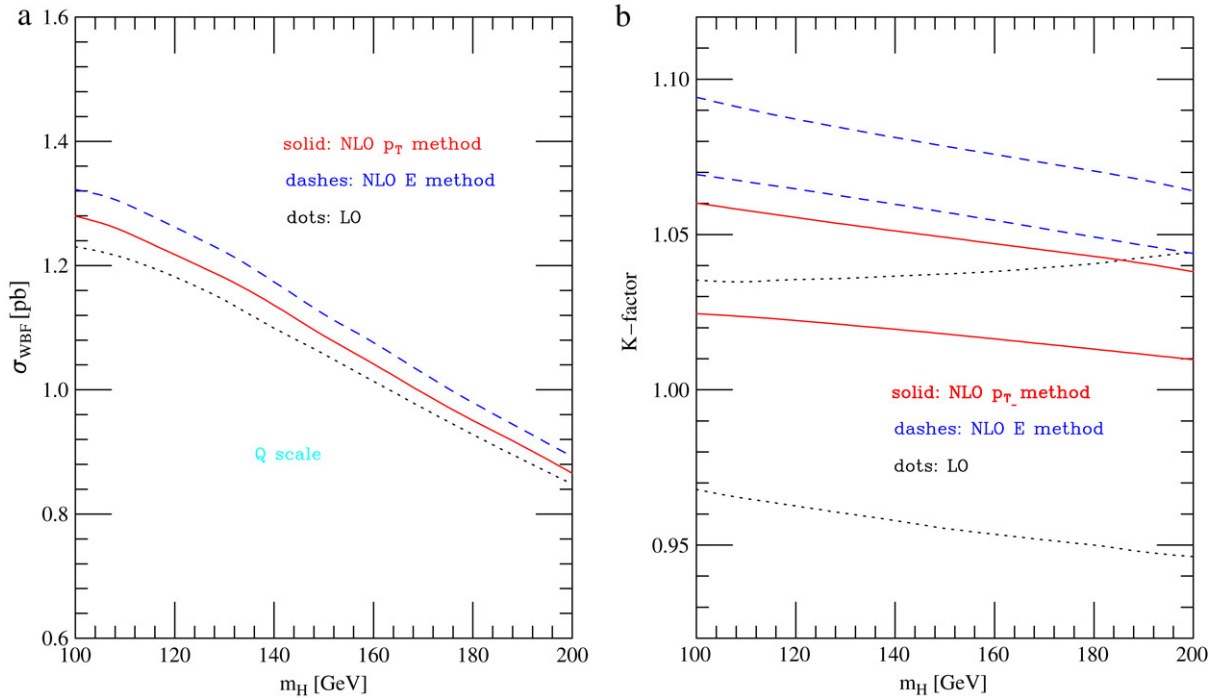 a
1.6
1.4
1.2
1.0
0.8
0.6
σWBF [pb]
solid: NLO pT method
dashes: NLO E method
dots: LO
Q scale
100 120 140 160 180 200
mH [GeV]
b
1.10
1.05
1.00
0.95
K-factor
solid: NLO pT_ method
dashes: NLO E method
dots: LO
100 120 140 160 180 200
mH [GeV]